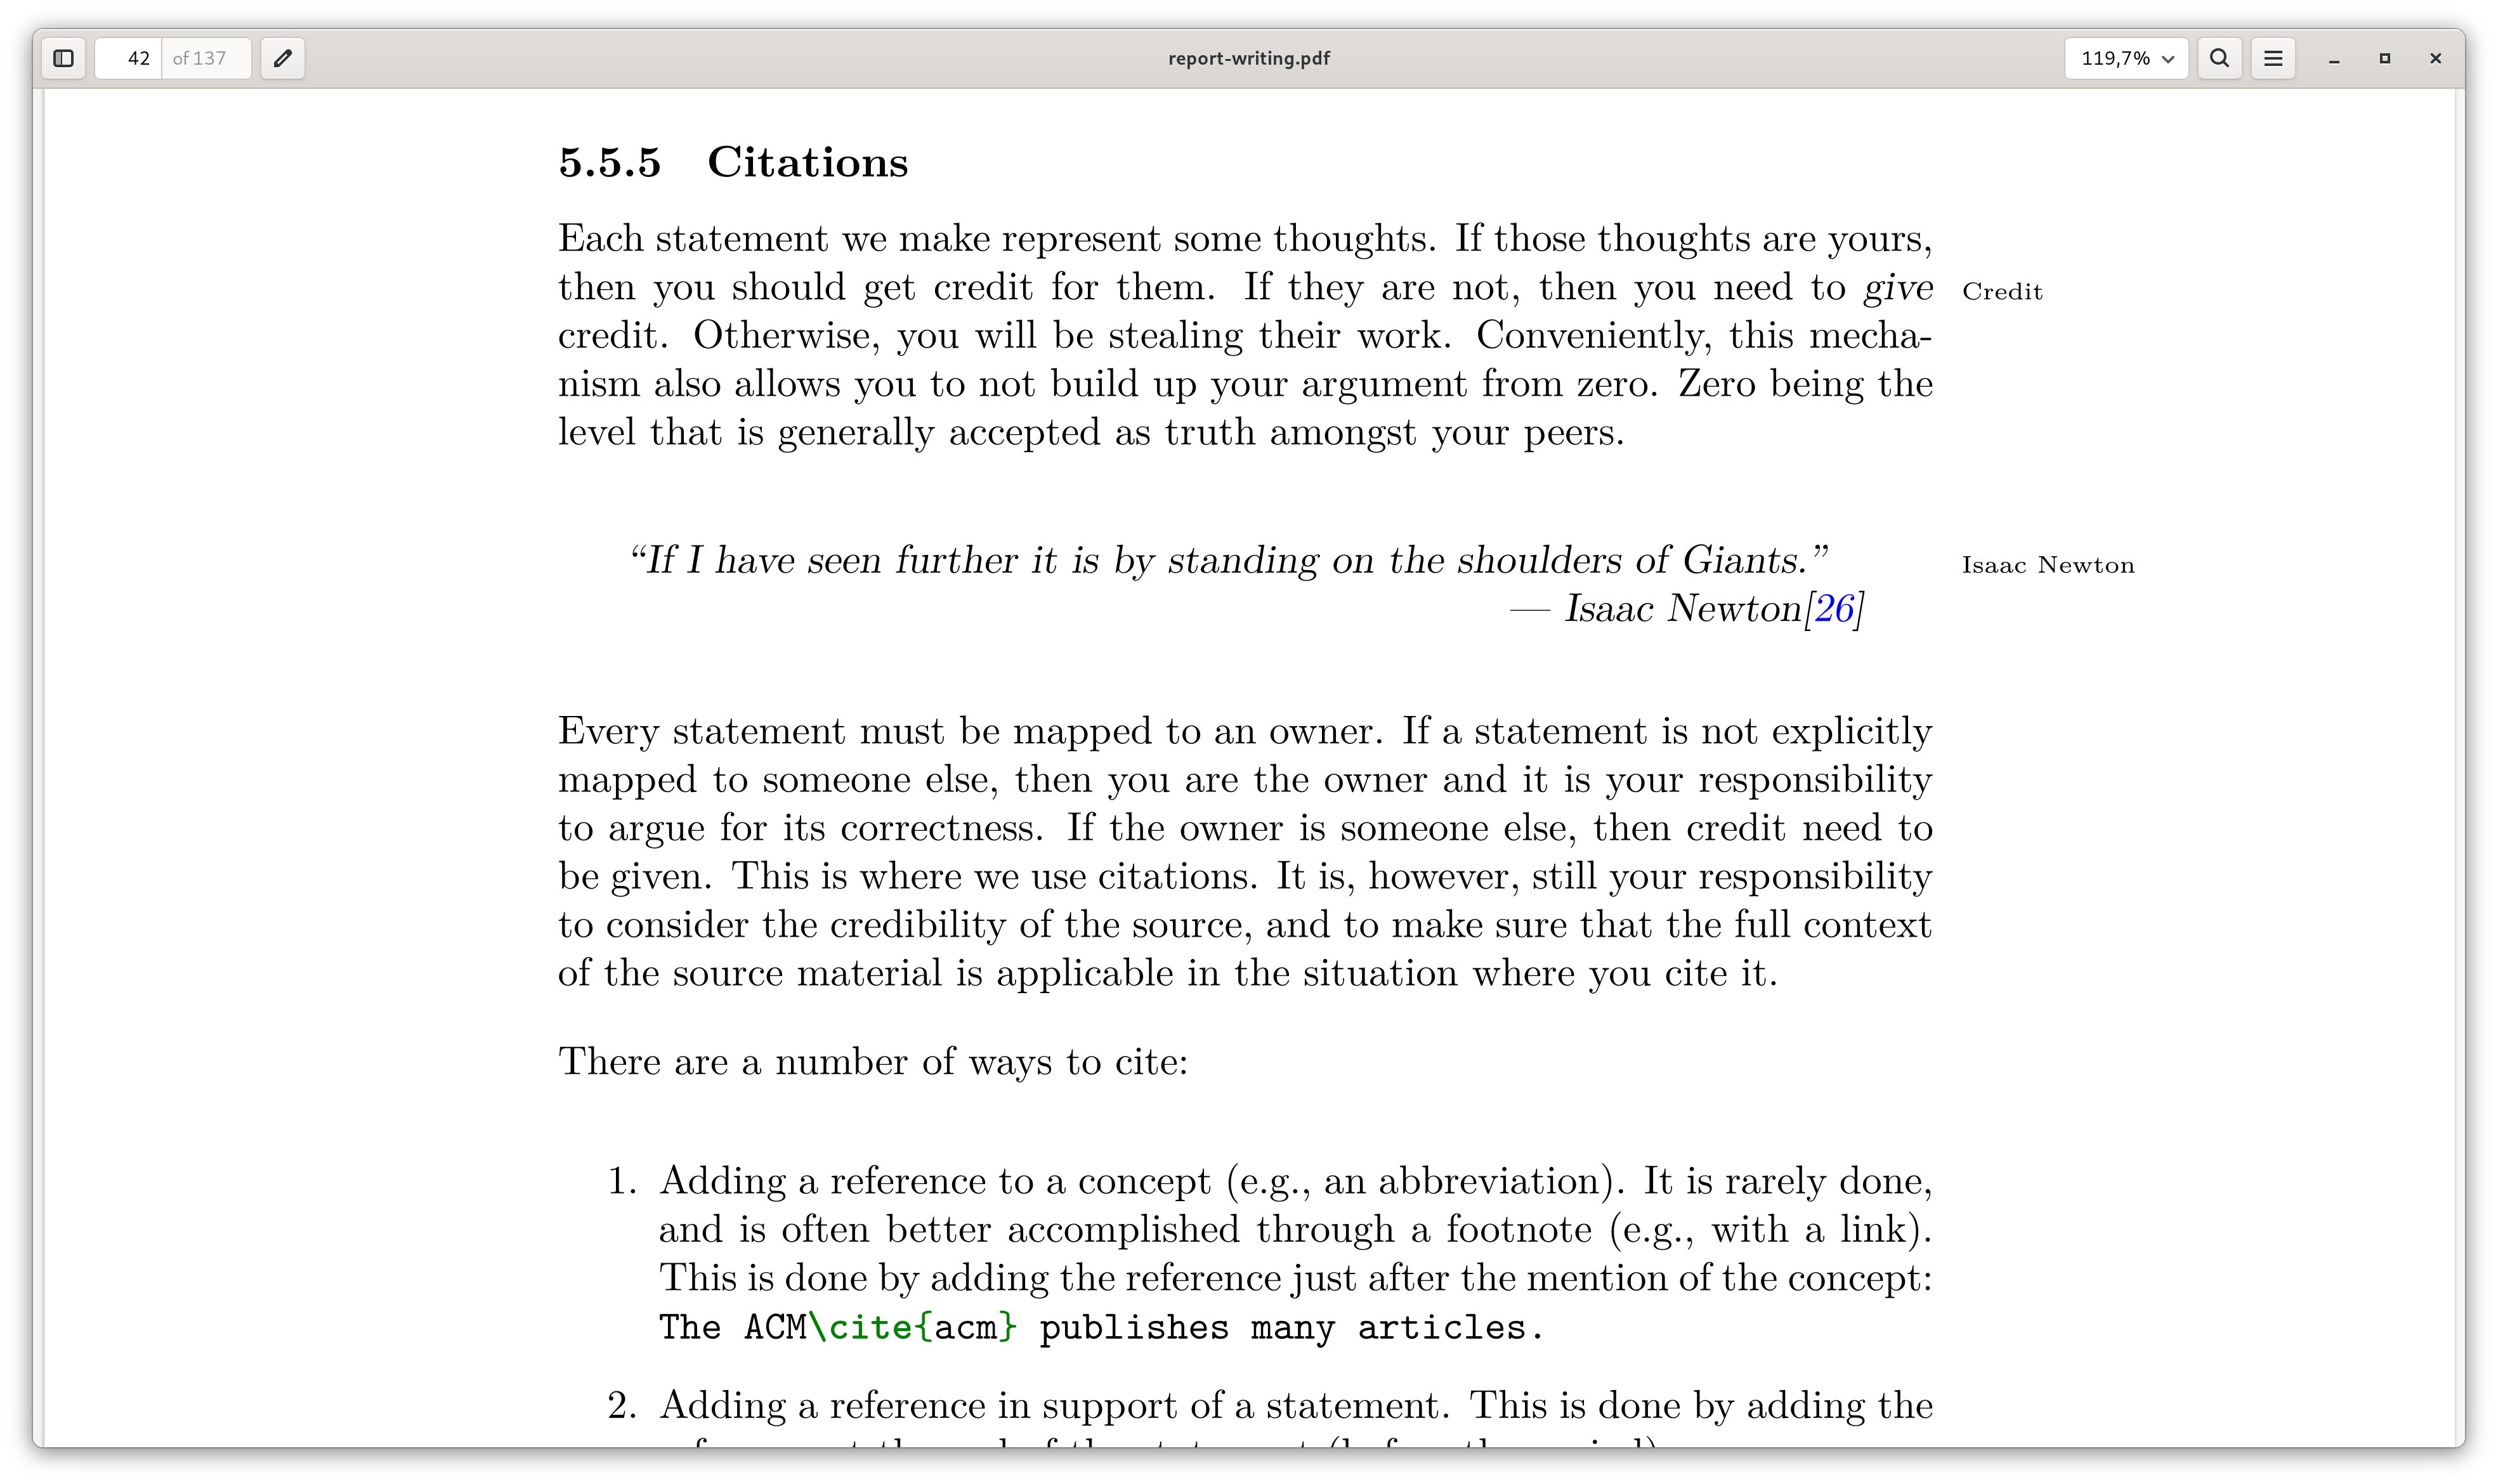 42 of 137
report-writing.pdf
119,7%
5.5.5 Citations
Each statement we make represent some thoughts. If those thoughts are yours,
then you should get credit for them. If they are not, then you need to give
Credit
credit. Otherwise, you will be stealing their work. Conveniently, this mecha-
nism also allows you to not build up your argument from zero. Zero being the
level that is generally accepted as truth amongst your peers.
“If I have seen further it is by standing on the shoulders of Giants.”
Isaac Newton
— Isaac Newton[26]
Every statement must be mapped to an owner. If a statement is not explicitly
mapped to someone else, then you are the owner and it is your responsibility
to argue for its correctness. If the owner is someone else, then credit need to
be given. This is where we use citations. It is, however, still your responsibility
to consider the credibility of the source, and to make sure that the full context
of the source material is applicable in the situation where you cite it.
There are a number of ways to cite:
1. Adding a reference to a concept (e.g., an abbreviation). It is rarely done,
and is often better accomplished through a footnote (e.g., with a link).
This is done by adding the reference just after the mention of the concept:
The ACM\cite{acm} publishes many articles.
2. Adding a reference in support of a statement. This is done by adding the